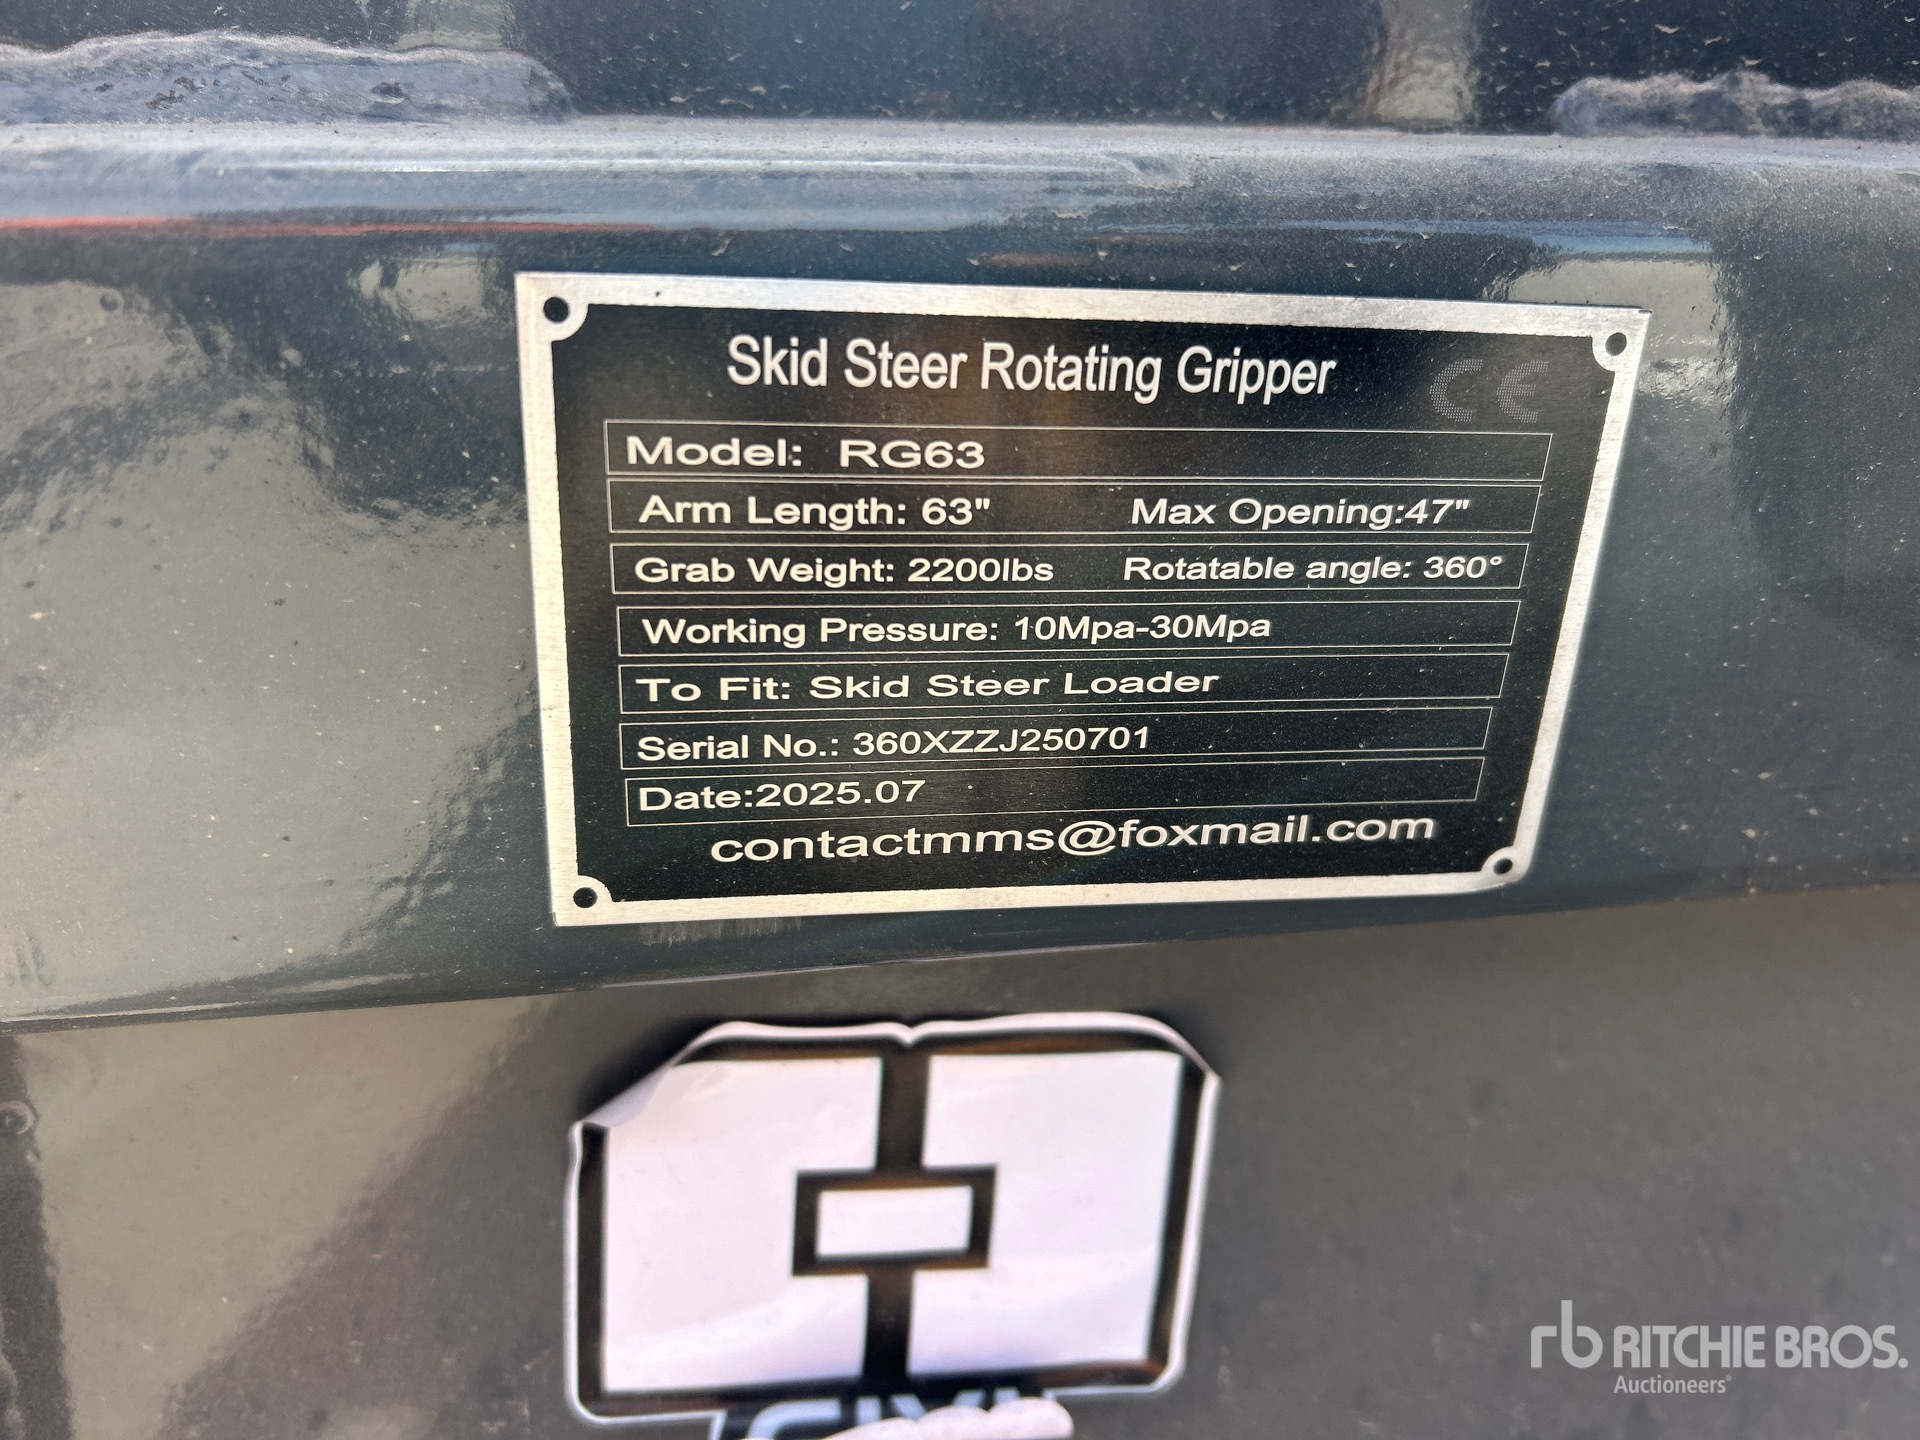 Skid Steer Rotating Gripper
CE
Model: RG63
Arm Length: 63" Max Opening:47"
Grab Weight: 2200lbs Rotatable angle: 360°
Working Pressure: 10Mpa-30Mpa
To Fit: Skid Steer Loader
Serial No.: 360XZZJ250701
Date:2025.07
contactmms@foxmail.com
rb RITCHIE BROS.
Auctioneers